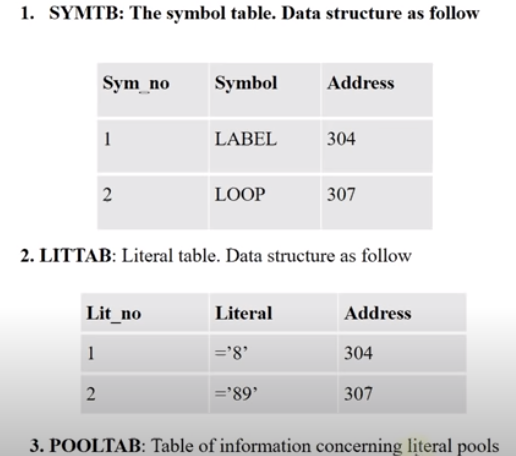 1. SYMTB: The symbol table. Data structure as follow
Sym_no Symbol Address
1 LABEL 304
2 LOOP 307
2. LITTAB: Literal table. Data structure as follow
Lit_no Literal Address
1 =’8’ 304
2 =’89’ 307
3. POOLTAB: Table of information concerning literal pools